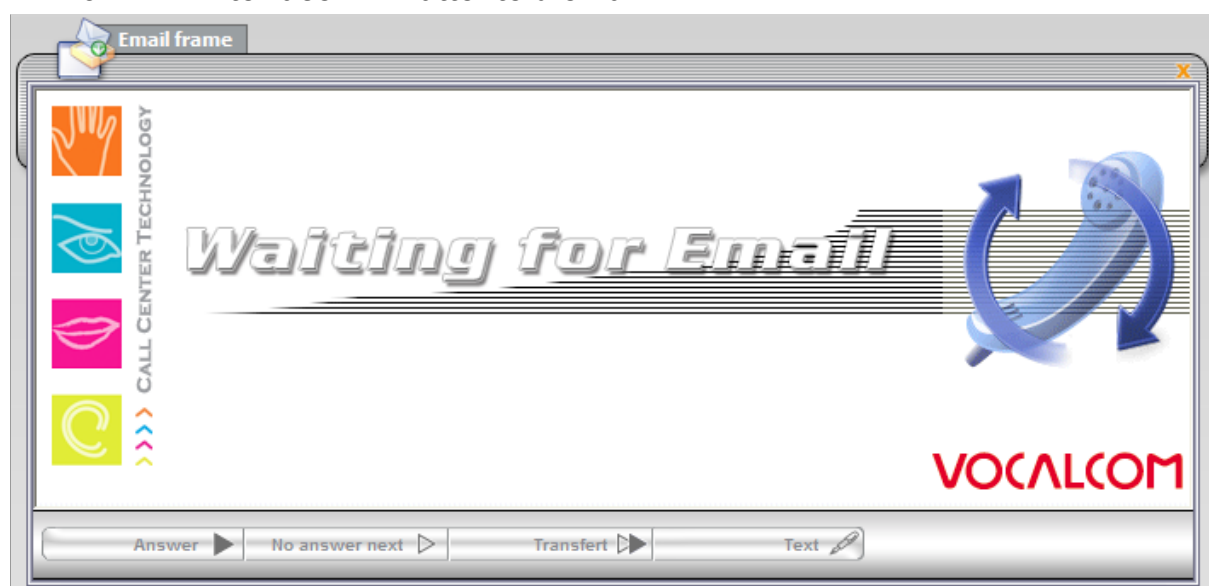 Email frame
x
CALL CENTER TECHNOLOGY
Waiting for Email
VOCALCOM
Answer
No answer next
Transfert
Text